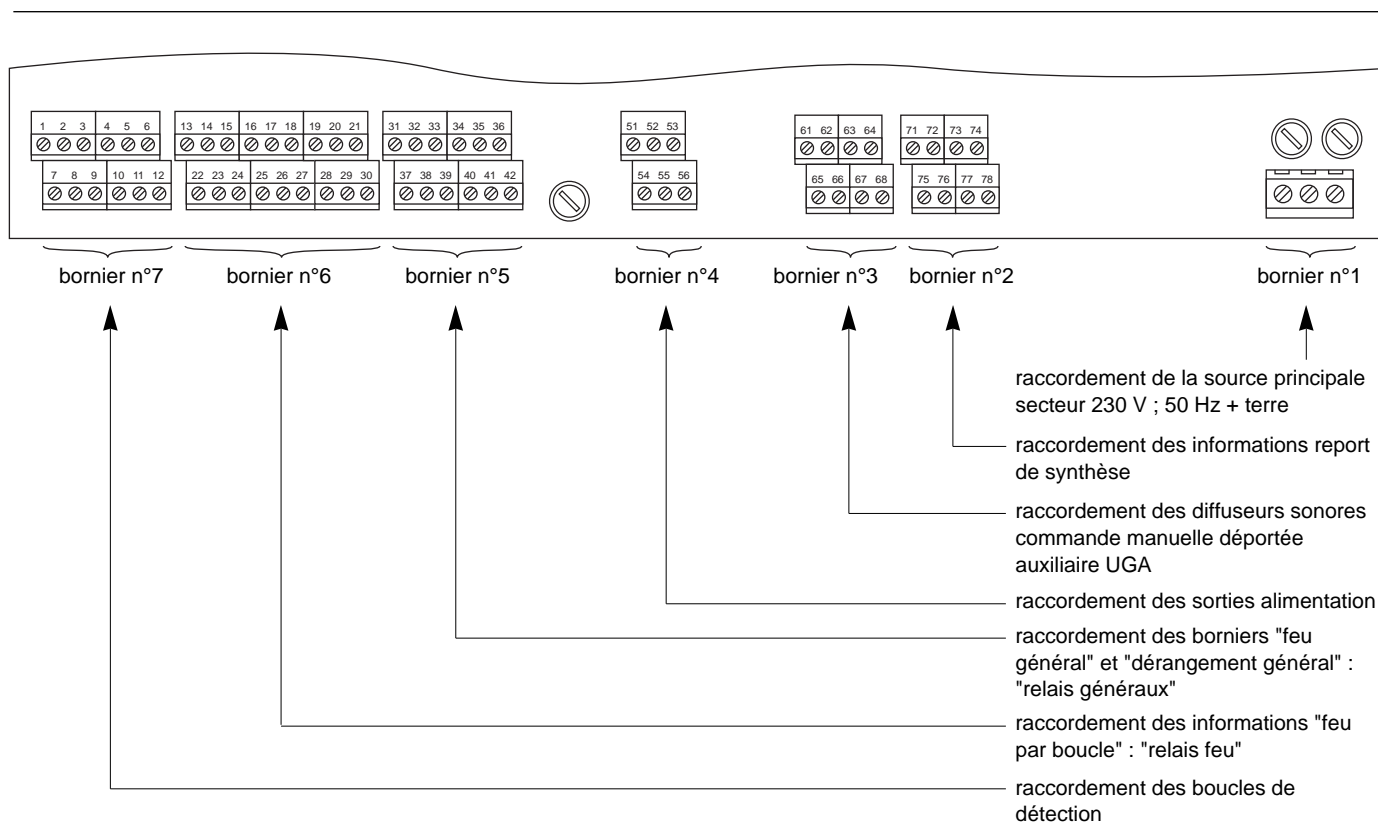 1 2 3 4 5 6 13 14 15 16 17 18 19 20 21 31 32 33 34 35 36 51 52 53 61 62 63 64 71 72 73 74
7 8 9 10 11 12 22 23 24 25 26 27 28 29 30 37 38 39 40 41 42 54 55 56 65 66 67 68 75 76 77 78
bornier n°7 bornier n°6 bornier n°5 bornier n°4 bornier n°3 bornier n°2 bornier n°1
raccordement de la source principale
secteur 230 V ; 50 Hz + terre
raccordement des informations report
de synthèse
raccordement des diffuseurs sonores
commande manuelle déportée
auxiliaire UGA
raccordement des sorties alimentation
raccordement des borniers "feu
général" et "dérangement général" :
"relais généraux"
raccordement des informations "feu
par boucle" : "relais feu"
raccordement des boucles de
détection